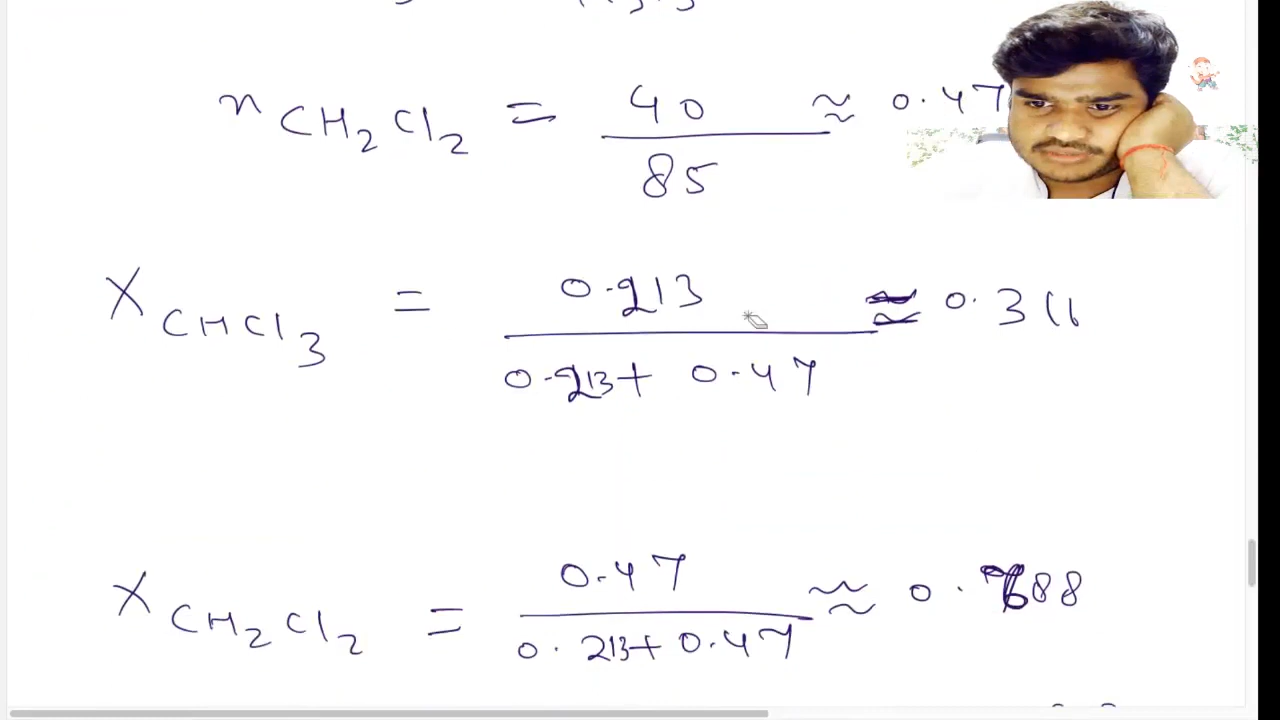 n CH2Cl2 = 40/85 ≈ 0.47
X CHCl3 = 0.213/(0.213+ 0.47) ≈ 0.311
X CH2Cl2 = 0.47/(0.213+0.47) ≈ 0.688